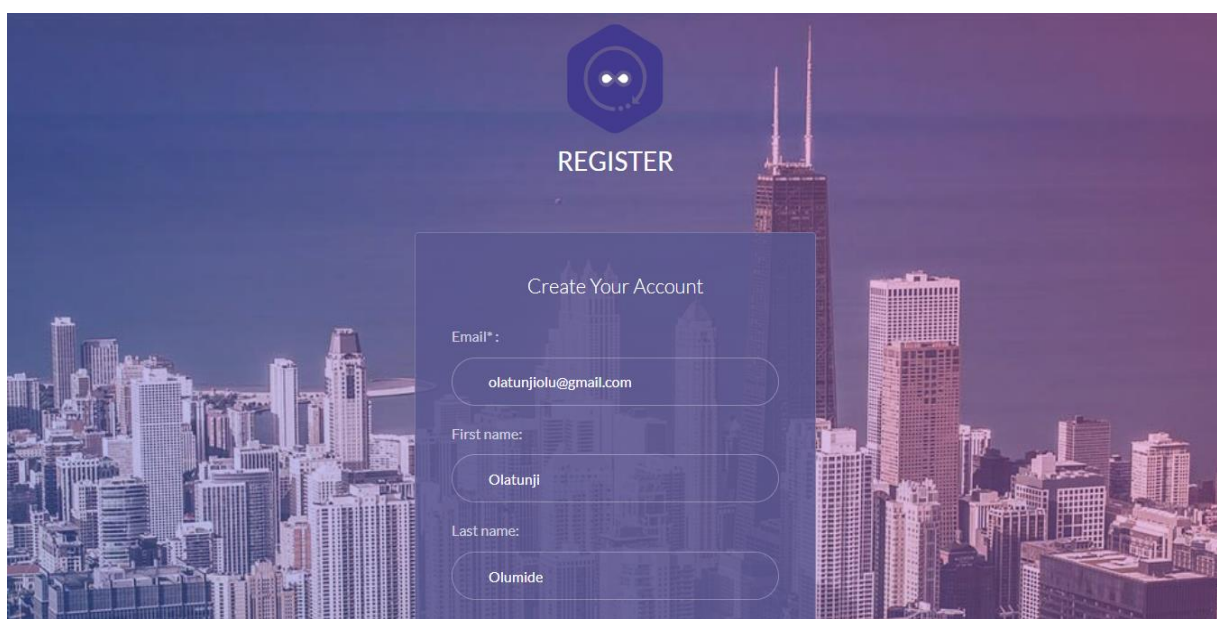 REGISTER
Create Your Account
Email* :
olatunjiolu@gmail.com
First name:
Olatunji
Last name:
Olumide